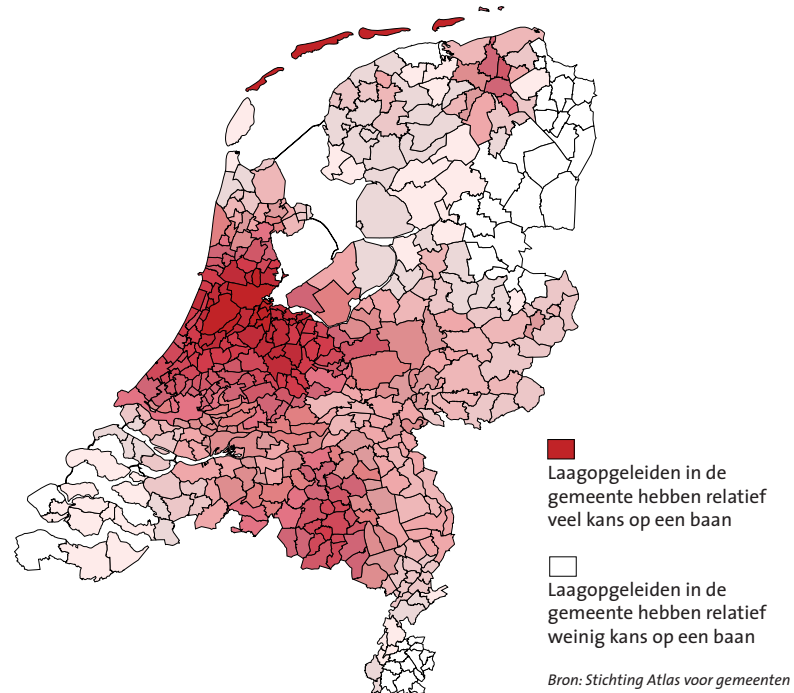 Laagopgeleiden in de
gemeente hebben relatief
veel kans op een baan
Laagopgeleiden in de
gemeente hebben relatief
weinig kans op een baan
Bron: Stichting Atlas voor gemeenten